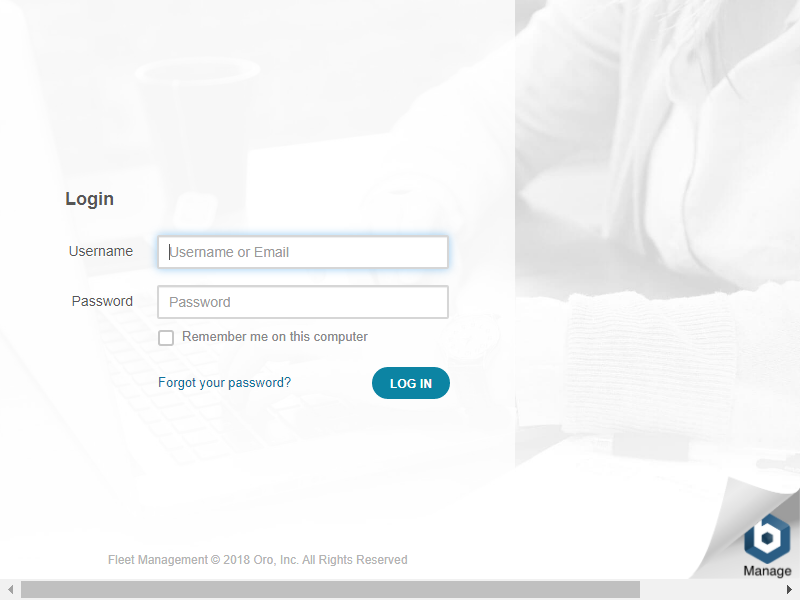 Login
Username
Username or Email
Password
Password
Remember me on this computer
Forgot your password?
LOG IN
Fleet Management © 2018 Oro, Inc. All Rights Reserved
Manage